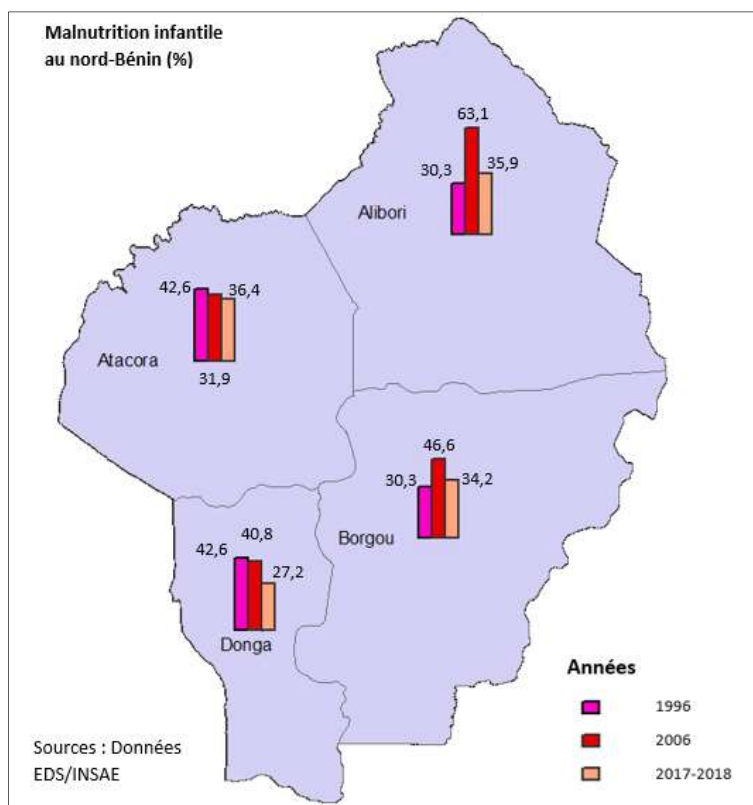 Malnutrition infantile
au nord-Bénin (%)
63,1
30,3
35,9
Alibori
42,6
36,4
Atacora
31,9
46,6
30,3
34,2
Borgou
42,6
40,8
27,2
Donga
Années
1996
2006
2017-2018
Sources : Données
EDS/INSAE